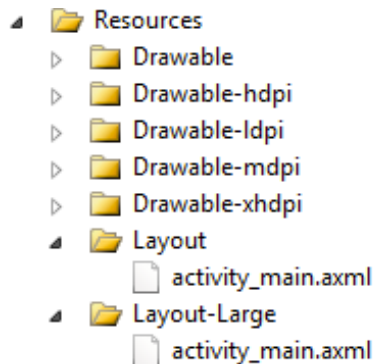 Resources
Drawable
Drawable-hdpi
Drawable-ldpi
Drawable-mdpi
Drawable-xhdpi
Layout
activity_main.axml
Layout-Large
activity_main.axml